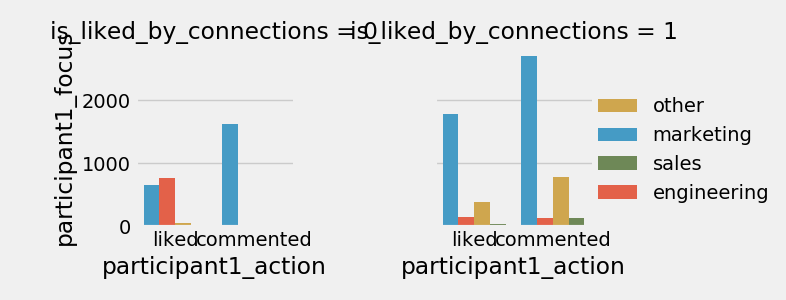 is_liked_by_connections = 0
is_liked_by_connections = 1
participant1_focus
2000
1000
0
liked
commented
liked
commented
participant1_action
participant1_action
other
marketing
sales
engineering